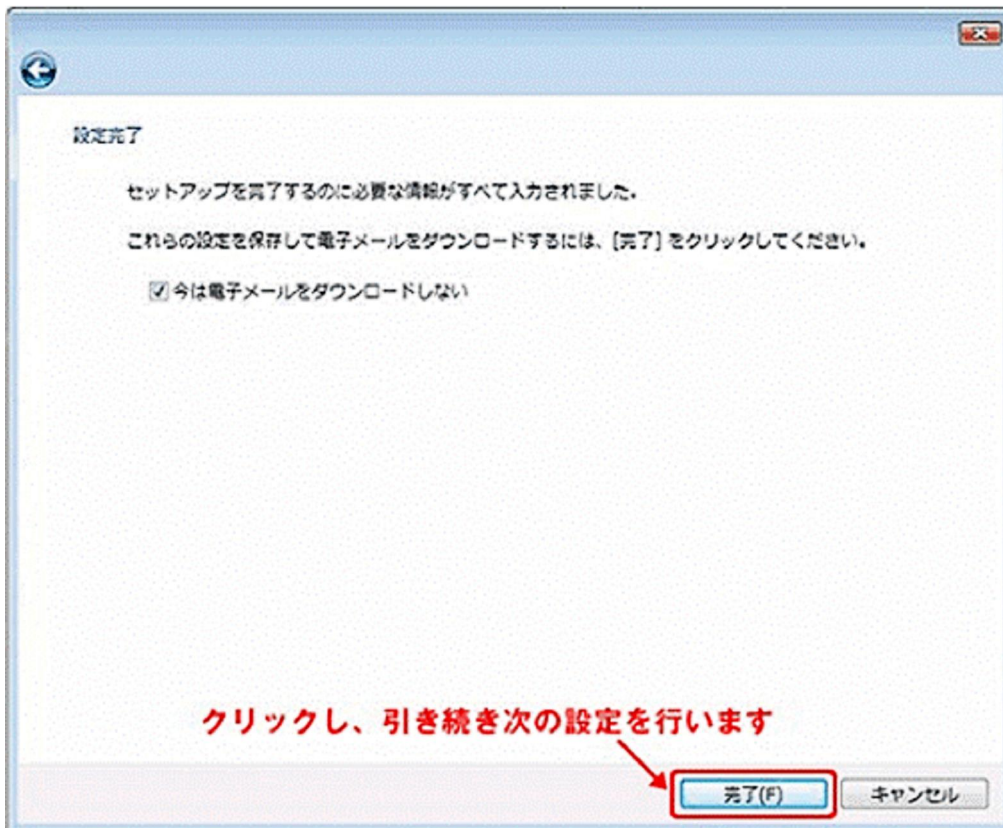 設定完了
セットアップを完了するのに必要な情報がすべて入力されました。
これらの設定を保存して電子メールをダウンロードするには、[完了] をクリックしてください。
今は電子メールをダウンロードしない
クリックし、引き続き次の設定を行います
完了(F)
キャンセル